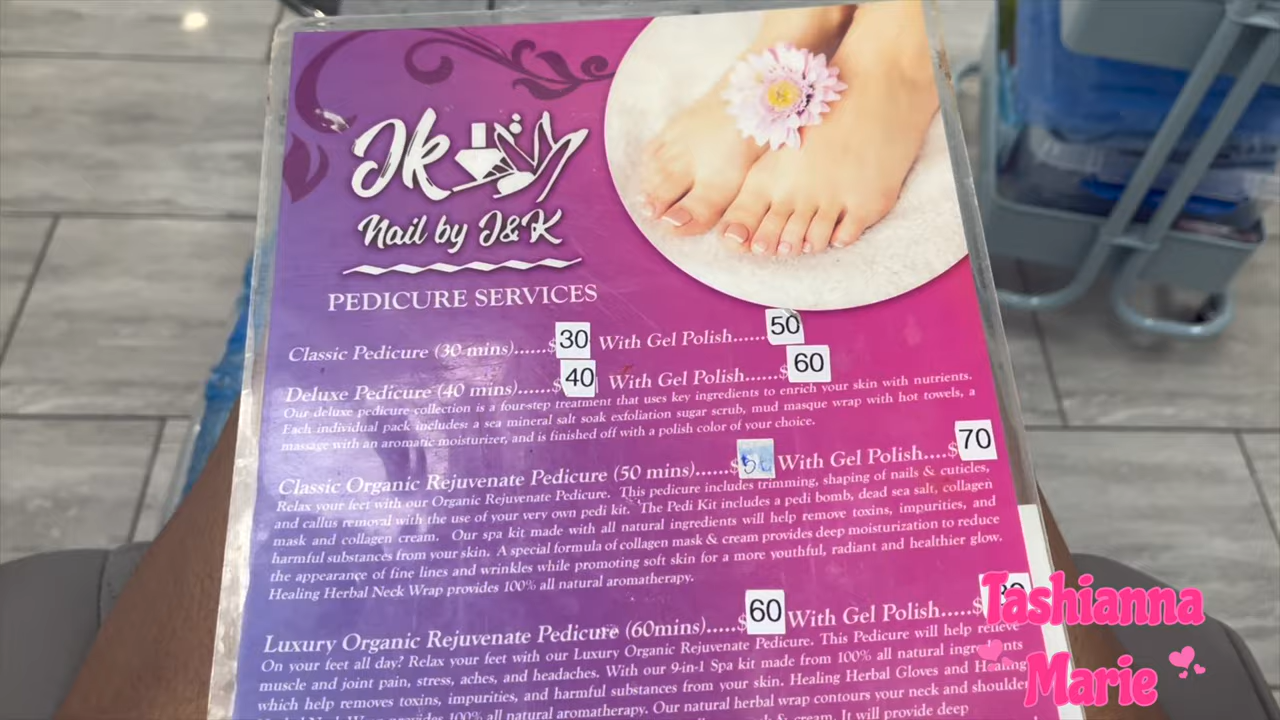 Jk
Nail by J&K
PEDICURE SERVICES
Classic Pedicure (30 mins)......$30 With Gel Polish......50
Deluxe Pedicure (40 mins)......$40 With Gel Polish......$60
Our deluxe pedicure collection is a four-step treatment that uses key ingredients to enrich your skin with nutrients.
Each individual pack includes: a sea mineral salt soak exfoliation sugar scrub, mud masque wrap with hot towels, a
massage with an aromatic moisturizer, and is finished off with a polish color of your choice.
Classic Organic Rejuvenate Pedicure (50 mins)......$50 With Gel Polish....$70
Relax your feet with our Organic Rejuvenate Pedicure. This pedicure includes trimming, shaping of nails & cuticles,
and callus removal with the use of your very own pedi kit. The Pedi Kit includes a pedi bomb, dead sea salt, collagen
mask and collagen cream. Our spa kit made with all natural ingredients will help remove toxins, impurities, and
harmful substances from your skin. A special formula of collagen mask & cream provides deep moisturization to reduce
the appearance of fine lines and wrinkles while promoting soft skin for a more youthful, radiant and healthier glow.
Healing Herbal Neck Wrap provides 100% all natural aromatherapy.
Luxury Organic Rejuvenate Pedicure (60mins).....$60 With Gel Polish.....$
On your feet all day? Relax your feet with our Luxury Organic Rejuvenate Pedicure. This Pedicure will help relieve
muscle and joint pain, stress, aches, and headaches. With our 9-in-1 Spa kit made from 100% all natural ingredients
which help removes toxins, impurities, and harmful substances from your skin. Healing Herbal Gloves and Healing
Herbal Neck Wrap provides 100% all natural aromatherapy. Our natural herbal wrap contours your neck and shoulder
& cream. It will provide deep
Tashianna
Marie